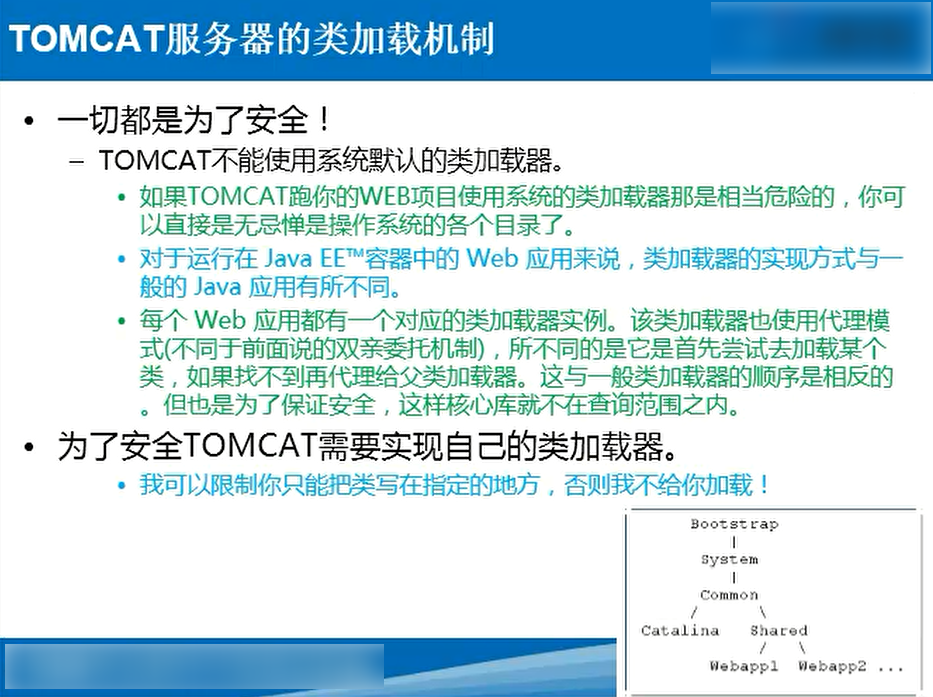 TOMCAT服务器的类加载机制
• 一切都是为了安全！
– TOMCAT不能使用系统默认的类加载器。
• 如果TOMCAT跑你的WEB项目使用系统的类加载器那是相当危险的，你可
以直接是无忌惮是操作系统的各个目录了。
• 对于运行在 Java EE™容器中的 Web 应用来说，类加载器的实现方式与一
般的 Java 应用有所不同。
• 每个 Web 应用都有一个对应的类加载器实例。该类加载器也使用代理模
式(不同于前面说的双亲委托机制)，所不同的是它是首先尝试去加载某个
类，如果找不到再代理给父类加载器。这与一般类加载器的顺序是相反的
。但也是为了保证安全，这样核心库就不在查询范围之内。
• 为了安全TOMCAT需要实现自己的类加载器。
• 我可以限制你只能把类写在指定的地方，否则我不给你加载！
Bootstrap
|
System
|
Common
/ \
Catalina Shared
/ \
Webapp1 Webapp2 ...